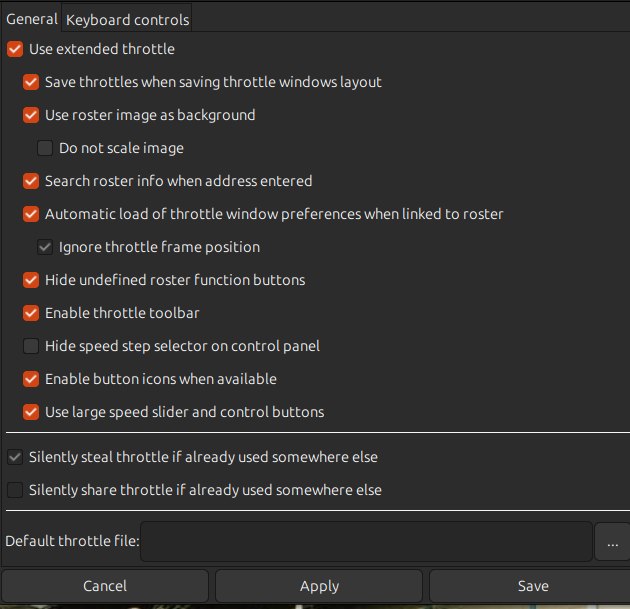 General Keyboard controls
Use extended throttle
Save throttles when saving throttle windows layout
Use roster image as background
Do not scale image
Search roster info when address entered
Automatic load of throttle window preferences when linked to roster
Ignore throttle frame position
Hide undefined roster function buttons
Enable throttle toolbar
Hide speed step selector on control panel
Enable button icons when available
Use large speed slider and control buttons
Silently steal throttle if already used somewhere else
Silently share throttle if already used somewhere else
Default throttle file: ...
Cancel Apply Save